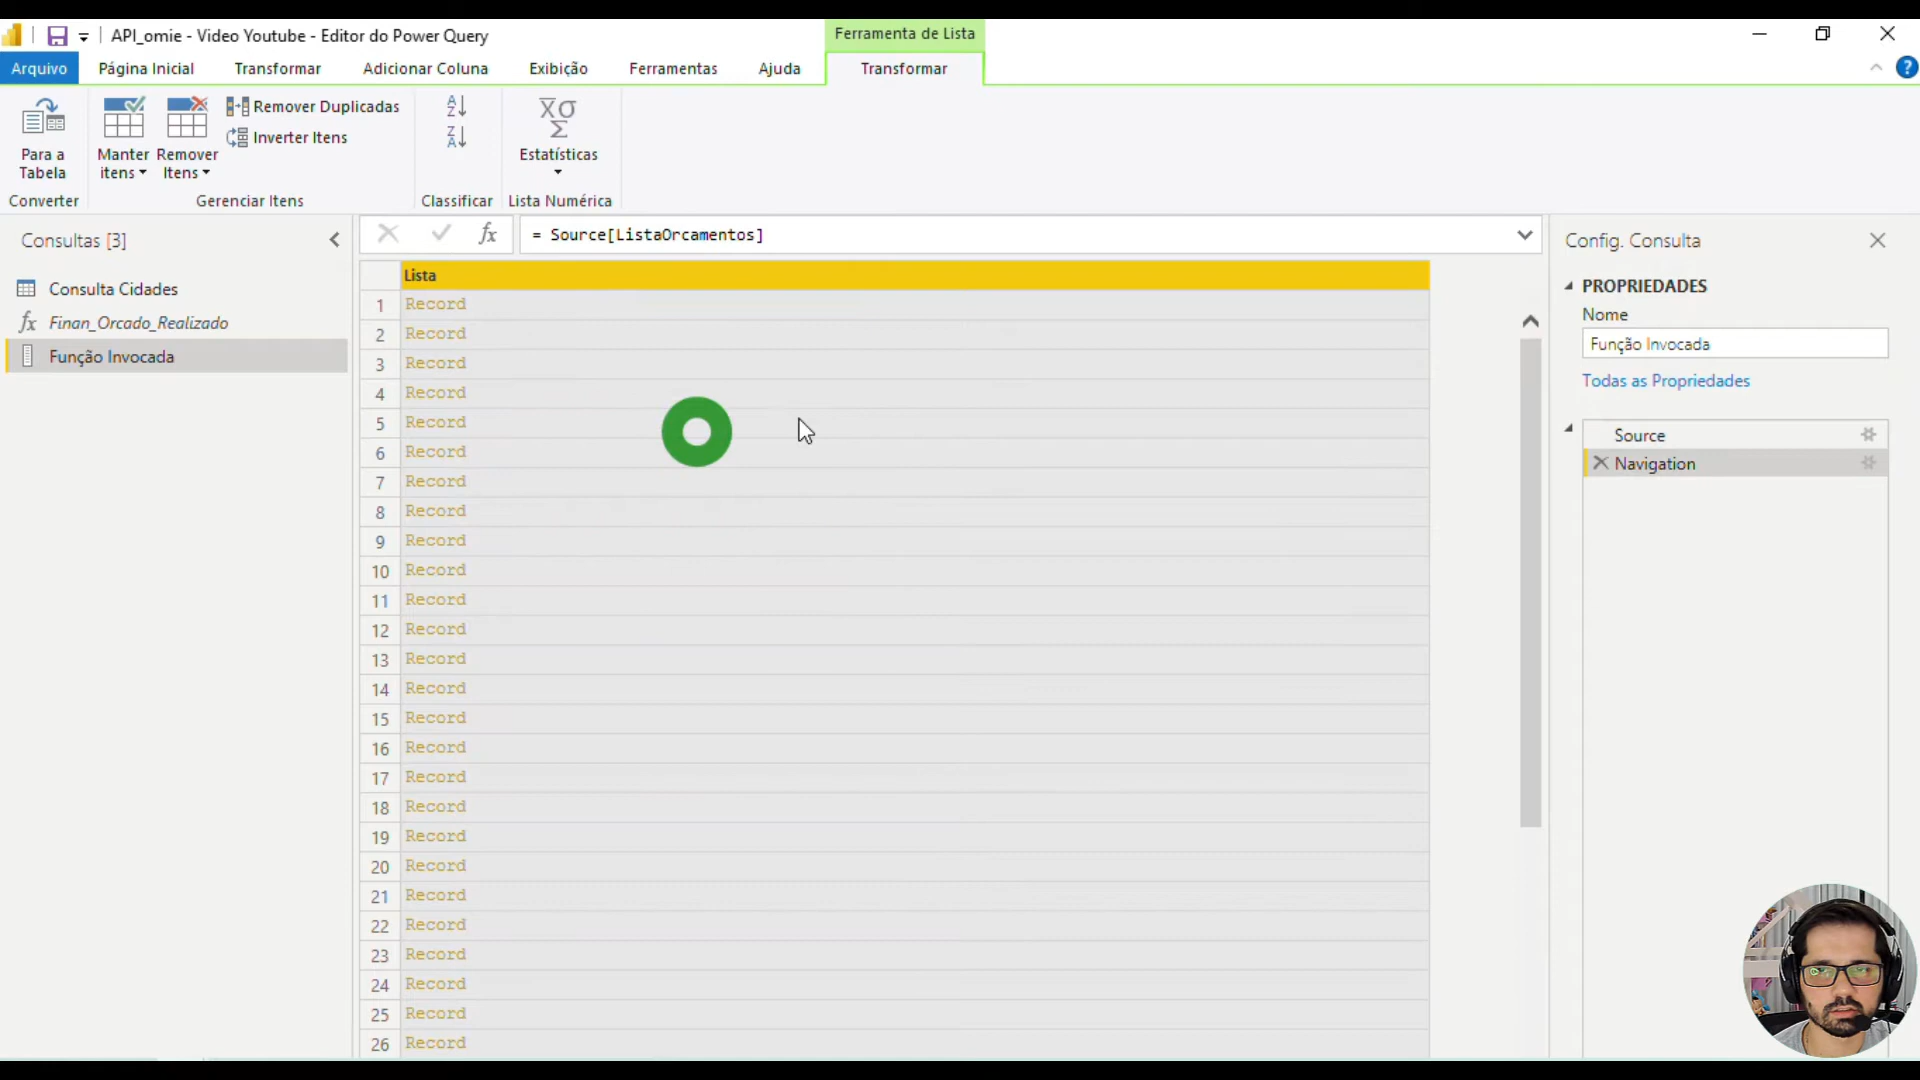 API_omie - Video Youtube - Editor do Power Query
Ferramenta de Lista
Arquivo
Página Inicial
Transformar
Adicionar Coluna
Exibição
Ferramentas
Ajuda
Transformar
?
Para a
Tabela
Manter
itens
Remover
Itens
Remover Duplicadas
Inverter Itens
A
Z
Z
A
Xσ
Σ
Estatísticas
Converter
Gerenciar Itens
Classificar
Lista Numérica
Consultas [3]
Consulta Cidades
fx Finan_Orcado_Realizado
Função Invocada
fx
= Source[ListaOrcamentos]
Lista
1 Record
2 Record
3 Record
4 Record
5 Record
6 Record
7 Record
8 Record
9 Record
10 Record
11 Record
12 Record
13 Record
14 Record
15 Record
16 Record
17 Record
18 Record
19 Record
20 Record
21 Record
22 Record
23 Record
24 Record
25 Record
26 Record
Config. Consulta
PROPRIEDADES
Nome
Função Invocada
Todas as Propriedades
Source
Navigation